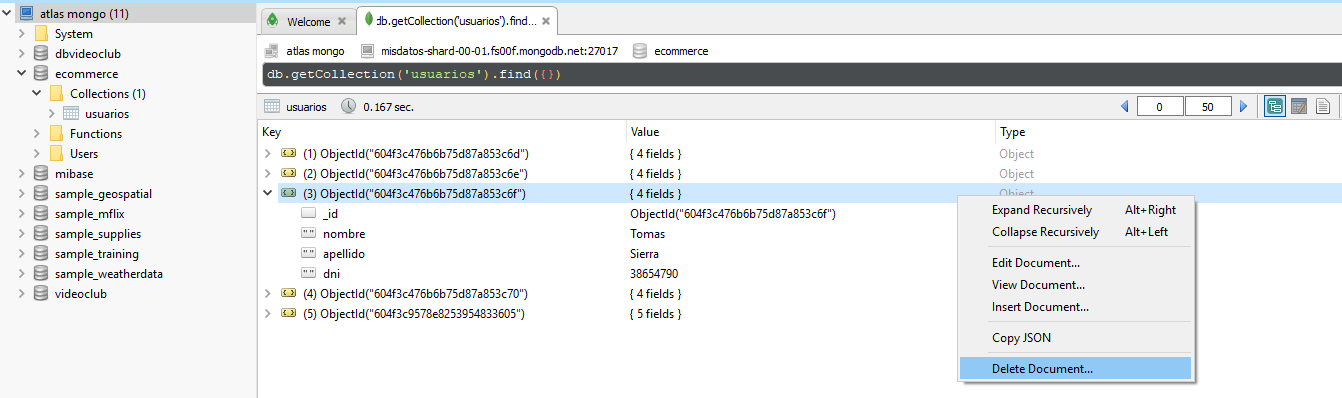 atlas mongo (11)
System
dbvideoclub
ecommerce
Collections (1)
usuarios
Functions
Users
mibase
sample_geospatial
sample_mflix
sample_supplies
sample_training
sample_weatherdata
videoclub
Welcome
db.getCollection('usuarios').find...
atlas mongo misdatos-shard-00-01.fs00f.mongodb.net:27017 ecommerce
db.getCollection('usuarios').find({})
usuarios 0.167 sec. 0 50
Key Value Type
(1) ObjectId("604f3c476b6b75d87a853c6d") { 4 fields } Object
(2) ObjectId("604f3c476b6b75d87a853c6e") { 4 fields } Object
(3) ObjectId("604f3c476b6b75d87a853c6f") { 4 fields } Object
_id ObjectId("604f3c476b6b75d87a853c6f")
nombre Tomas
apellido Sierra
dni 38654790
(4) ObjectId("604f3c476b6b75d87a853c70") { 4 fields }
(5) ObjectId("604f3c9578e8253954833605") { 5 fields }
Expand Recursively Alt+Right
Collapse Recursively Alt+Left
Edit Document...
View Document...
Insert Document...
Copy JSON
Delete Document...